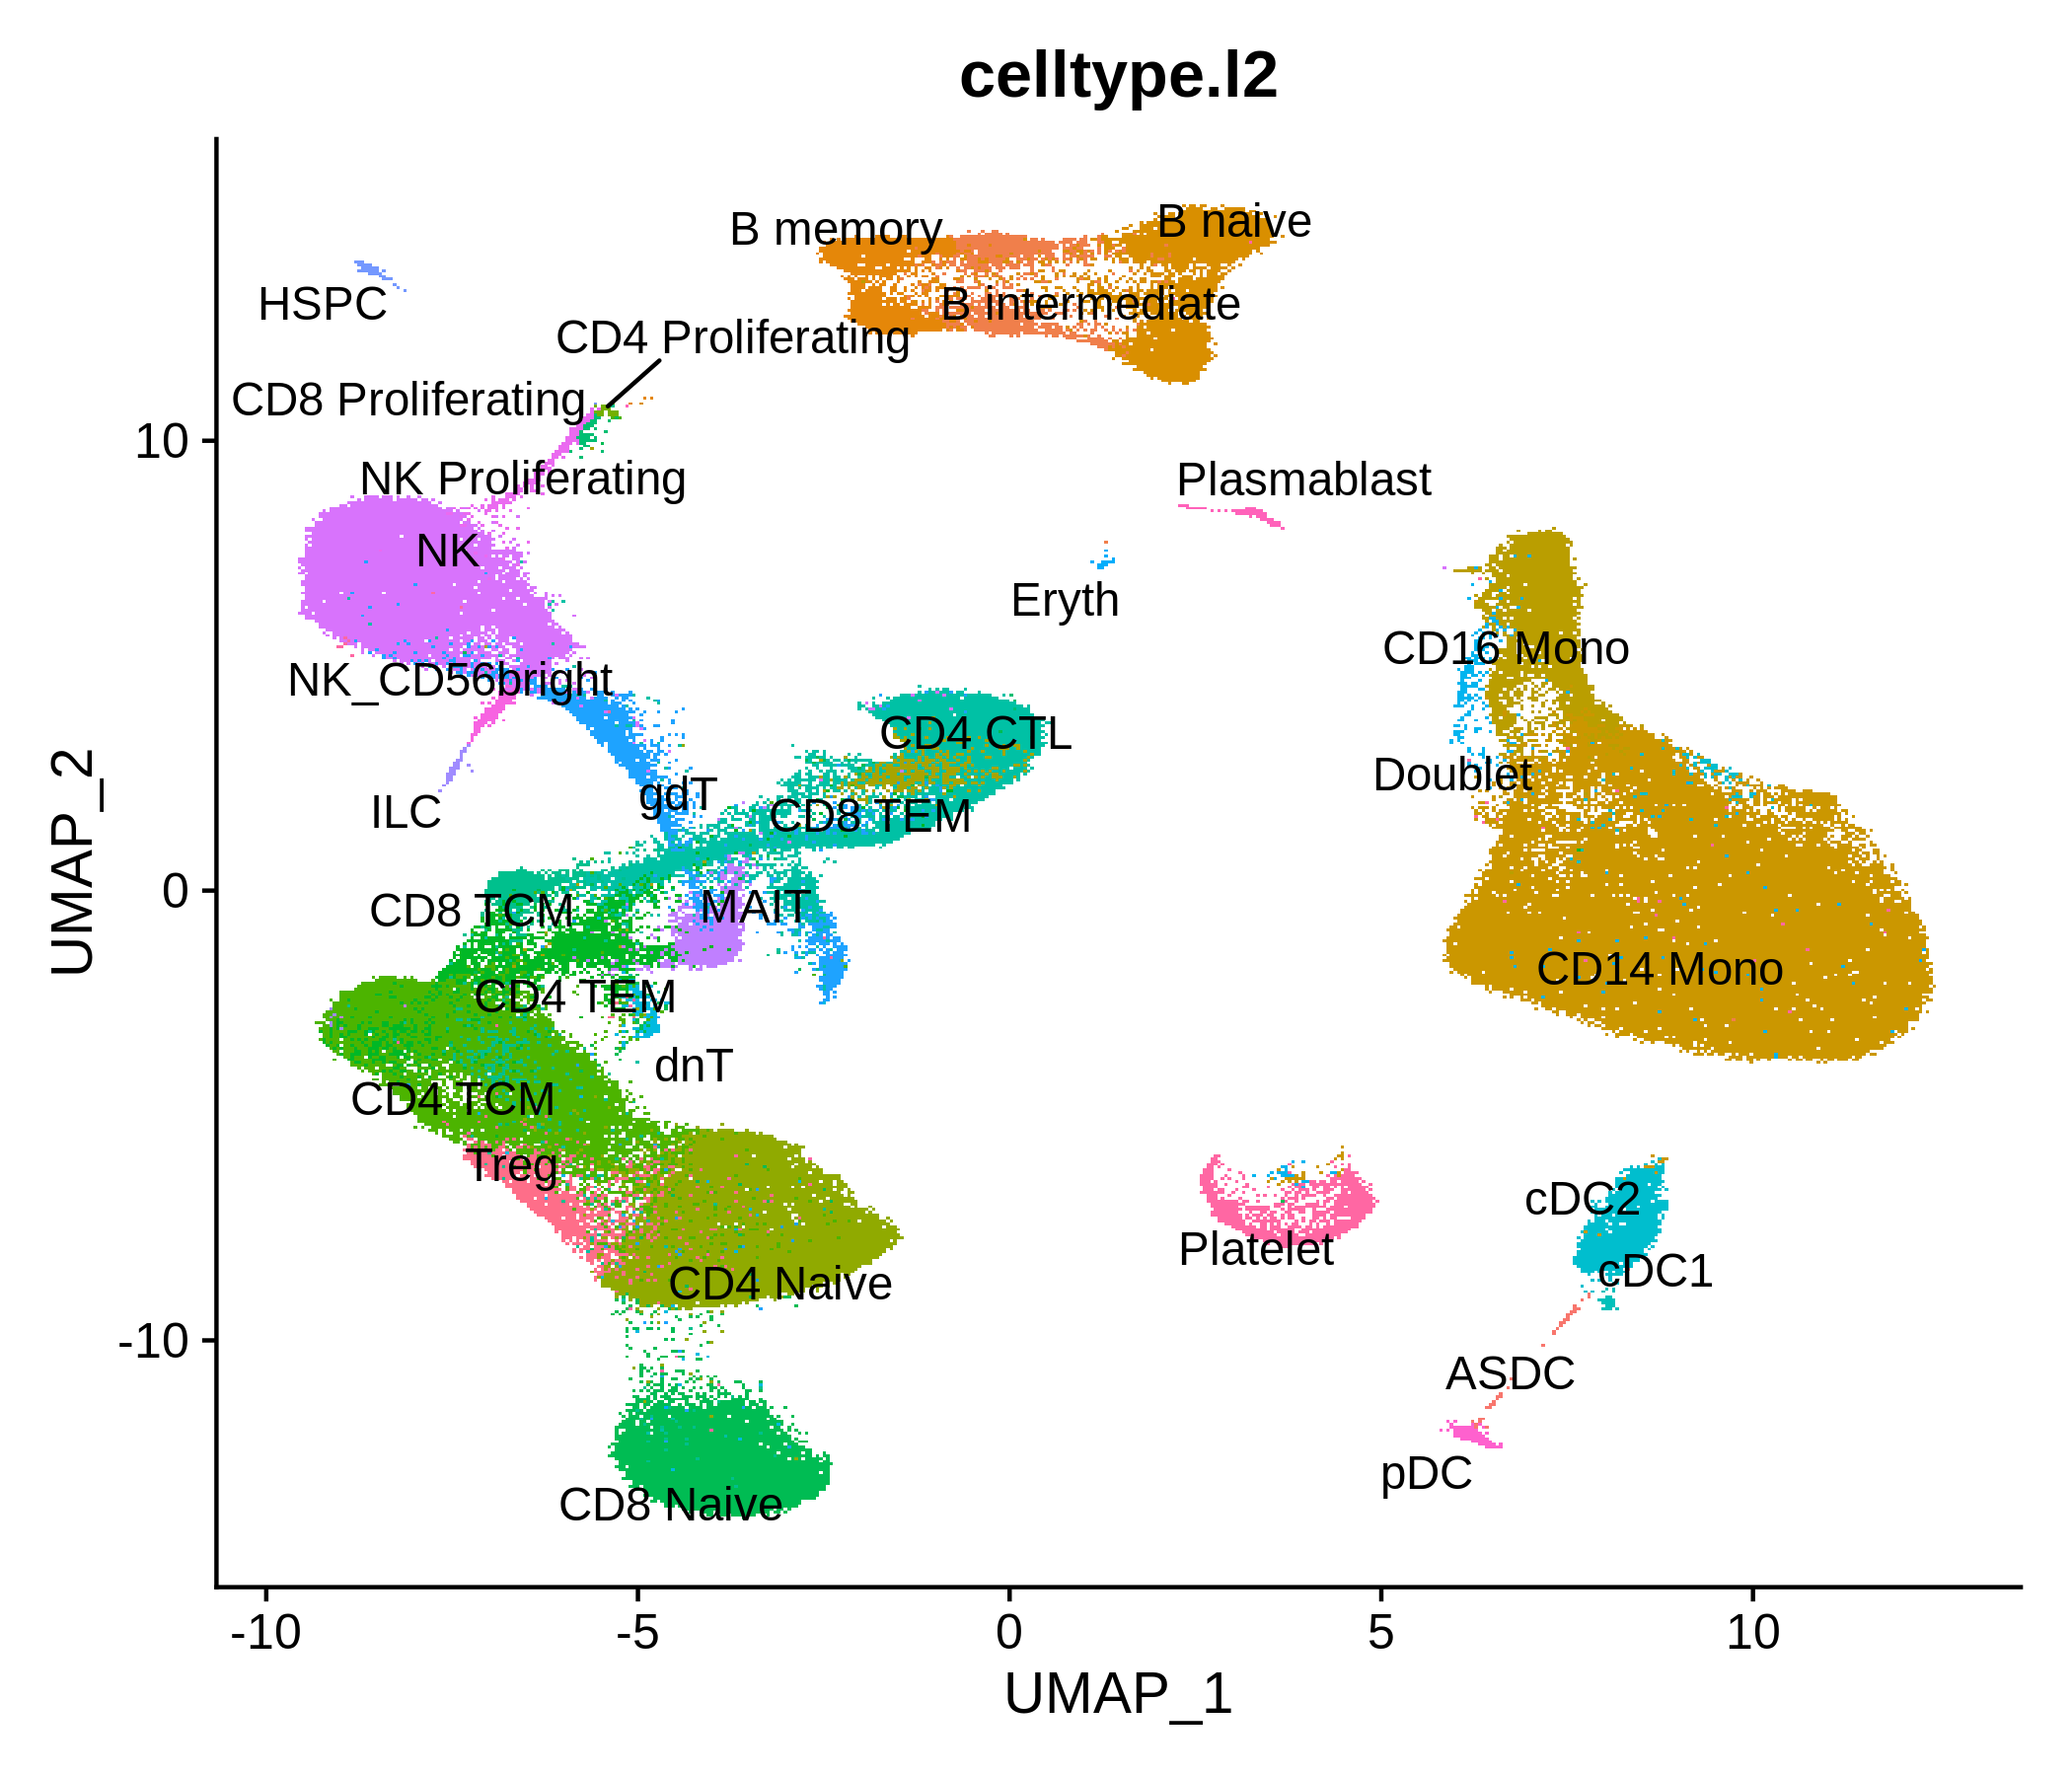 celltype.l2
B memory
B naive
HSPC
B intermediate
CD4 Proliferating
CD8 Proliferating
10
NK Proliferating
Plasmablast
NK
Eryth
CD16 Mono
NK_CD56bright
CD4 CTL
Doublet
gdT
ILC
CD8 TEM
UMAP_2
0
CD8 TCM
MAIT
CD14 Mono
CD4 TEM
dnT
CD4 TCM
Treg
cDC2
Platelet
cDC1
CD4 Naive
-10
ASDC
pDC
CD8 Naive
-10 -5 0 5 10
UMAP_1